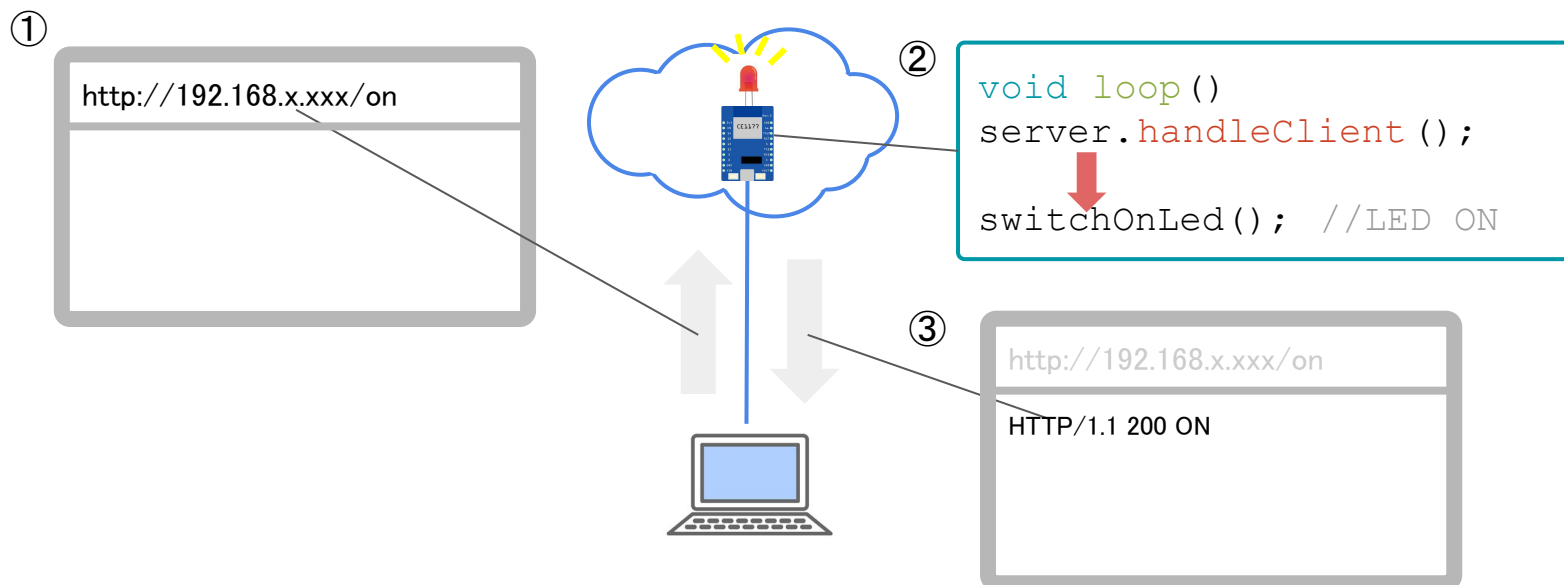 ①
http://192.168.x.xxx/on
②
void loop()
server.handleClient();
switchOnLed(); //LED ON
③
http://192.168.x.xxx/on
HTTP/1.1 200 ON